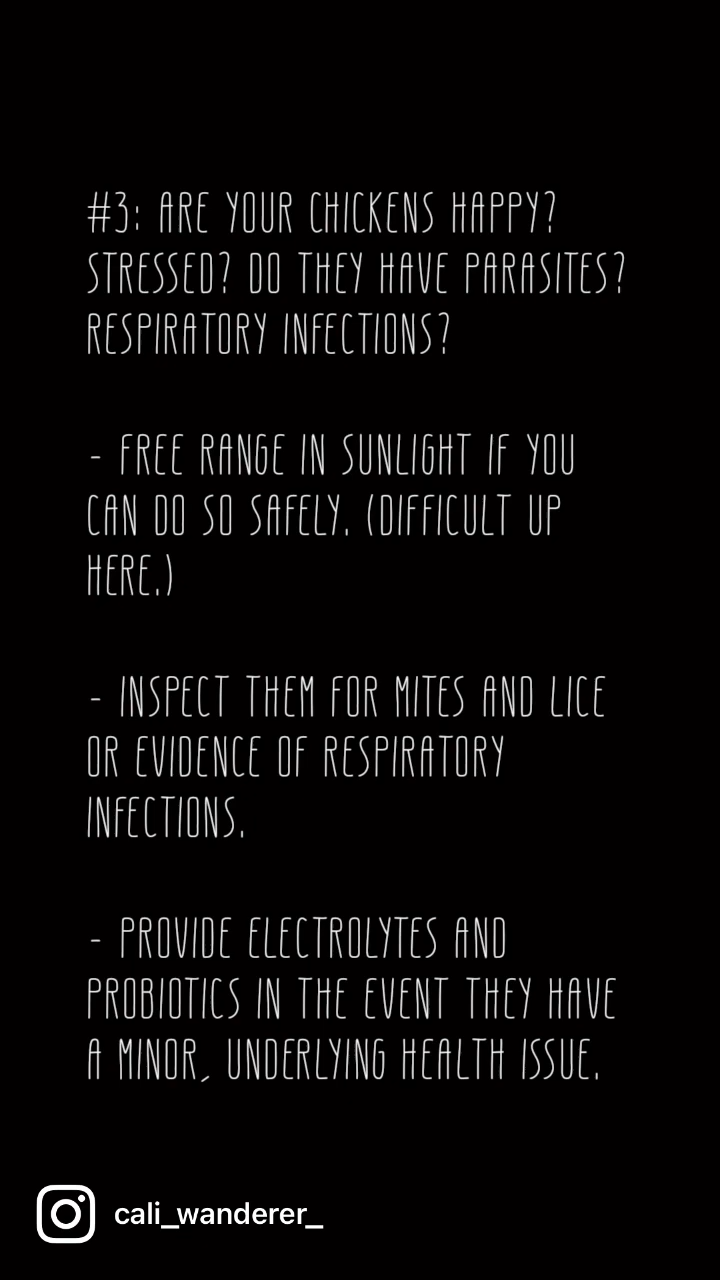 #3: ARE YOUR CHICKENS HAPPY?
STRESSED? DO THEY HAVE PARASITES?
RESPIRATORY INFECTIONS?
- FREE RANGE IN SUNLIGHT IF YOU
CAN DO SO SAFELY. (DIFFICULT UP
HERE.)
- INSPECT THEM FOR MITES AND LICE
OR EVIDENCE OF RESPIRATORY
INFECTIONS.
- PROVIDE ELECTROLYTES AND
PROBIOTICS IN THE EVENT THEY HAVE
A MINOR, UNDERLYING HEALTH ISSUE.
cali_wanderer_